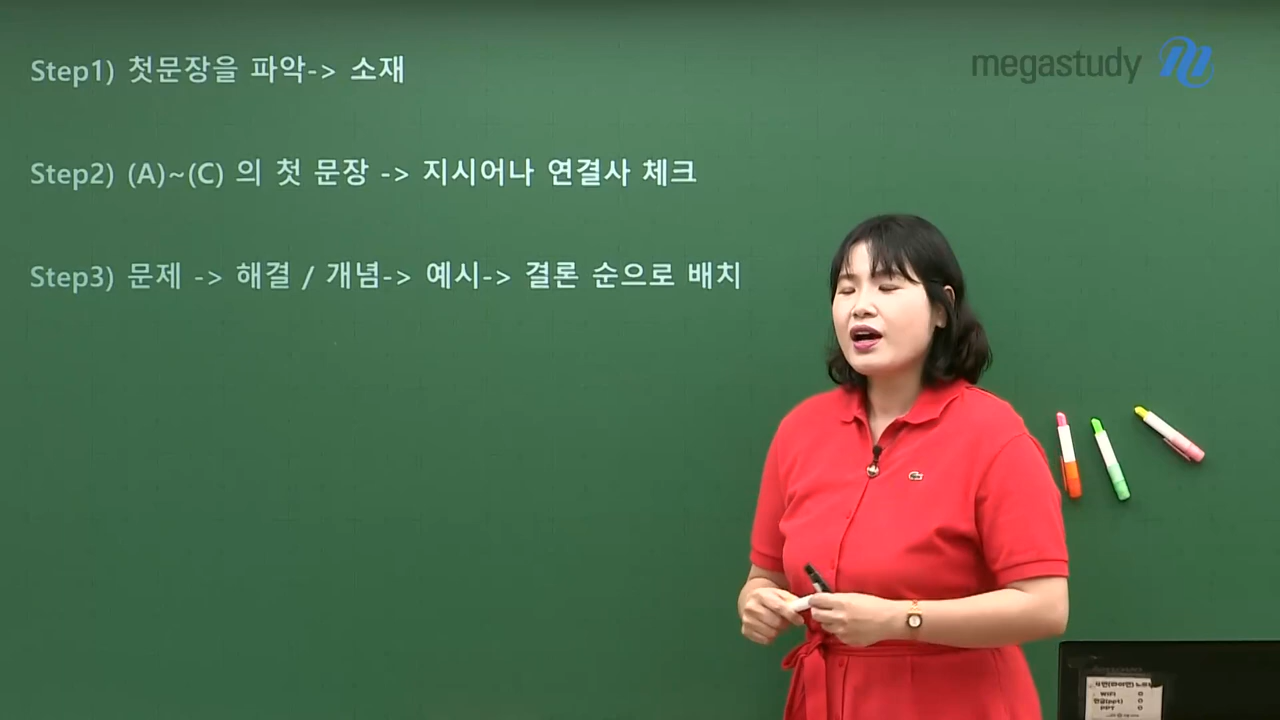 Step1) 첫문장을 파악-> 소재
megastudy
Step2) (A)~(C) 의 첫 문장 -> 지시어나 연결사 체크
Step3) 문제 -> 해결 / 개념-> 예시-> 결론 순으로 배치
WIFI
PPT